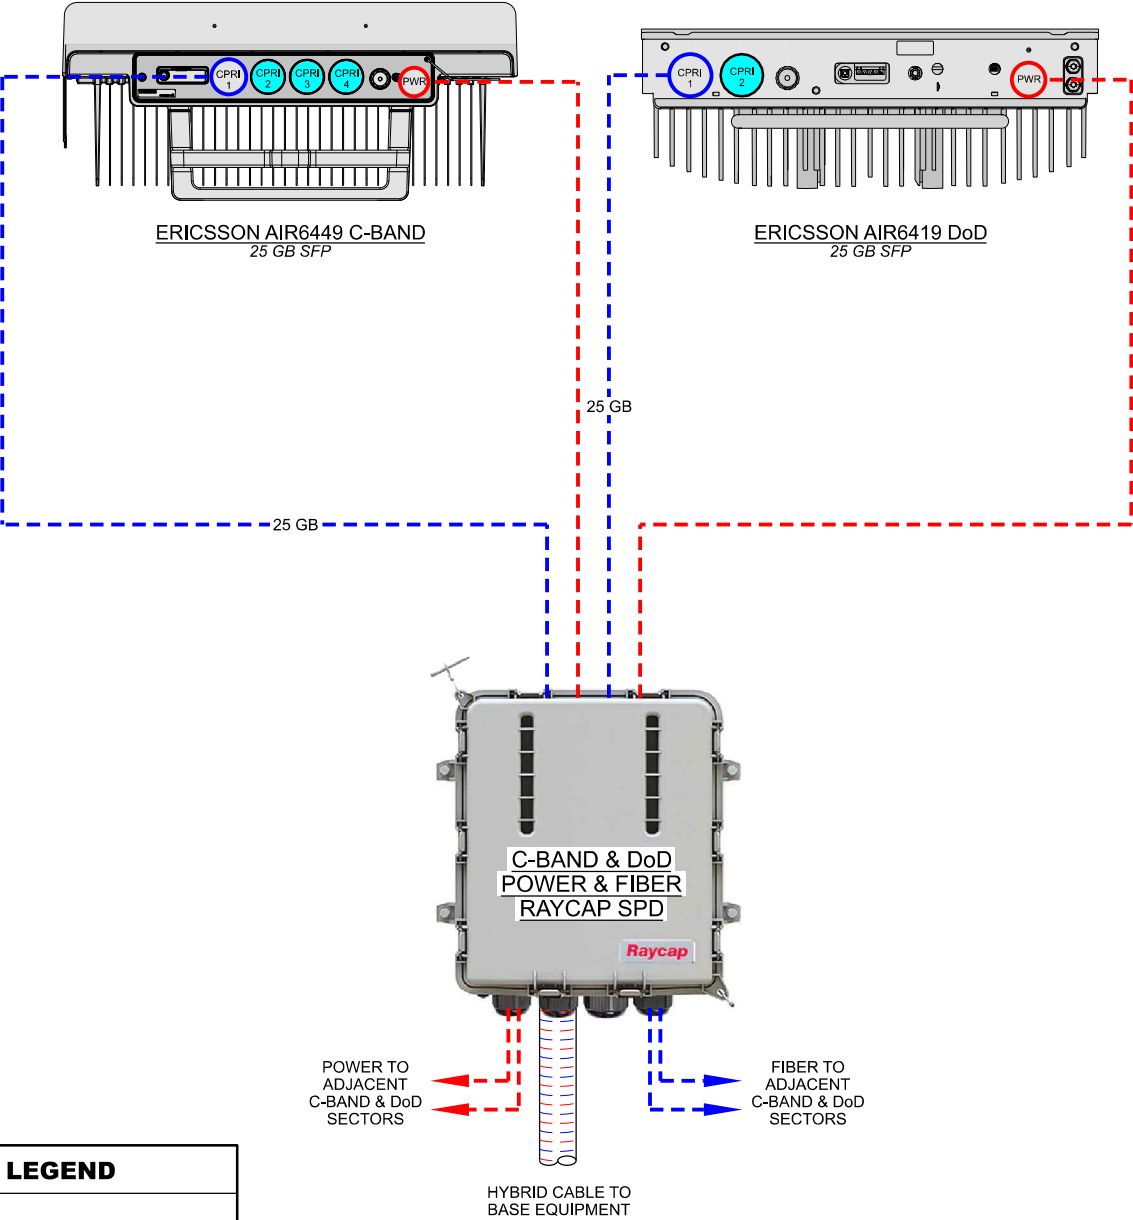 CPRI
1
CPRI
2
CPRI
3
CPRI
4
PWR
CPRI
1
CPRI
2
PWR
ERICSSON AIR6449 C-BAND
25 GB SFP
ERICSSON AIR6419 DoD
25 GB SFP
25 GB
25 GB
C-BAND & DoD
POWER & FIBER
RAYCAP SPD
Raycap
POWER TO
ADJACENT
C-BAND & DoD
SECTORS
FIBER TO
ADJACENT
C-BAND & DoD
SECTORS
HYBRID CABLE TO
BASE EQUIPMENT
LEGEND